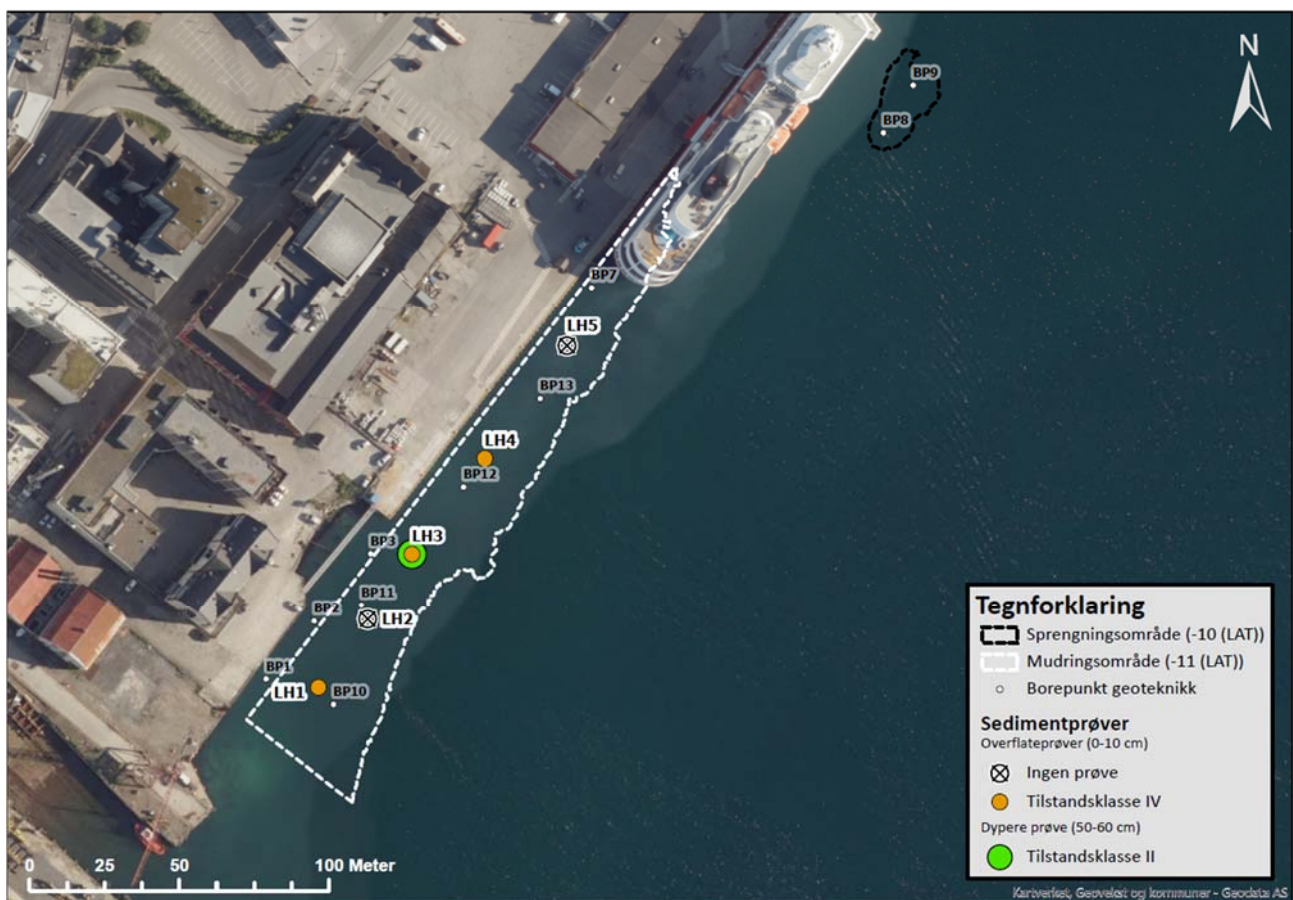 N
BP9
BP8
BP7
LH5
BP13
LH4
BP12
LH3
BP3
BP11
BP2
LH2
BP1
LH1
BP10
Tegnforklaring
Sprengningsområde (-10 (LAT))
Mudringsområde (-11 (LAT))
Borepunkt geoteknikk
Sedimentprøver
Overflateprøver (0-10 cm)
Ingen prøve
Tilstandsklasse IV
Dypere prøve (50-60 cm)
Tilstandsklasse II
0 25 50 100 Meter
Kartverket, Geovekst og kommuner - Geodata AS